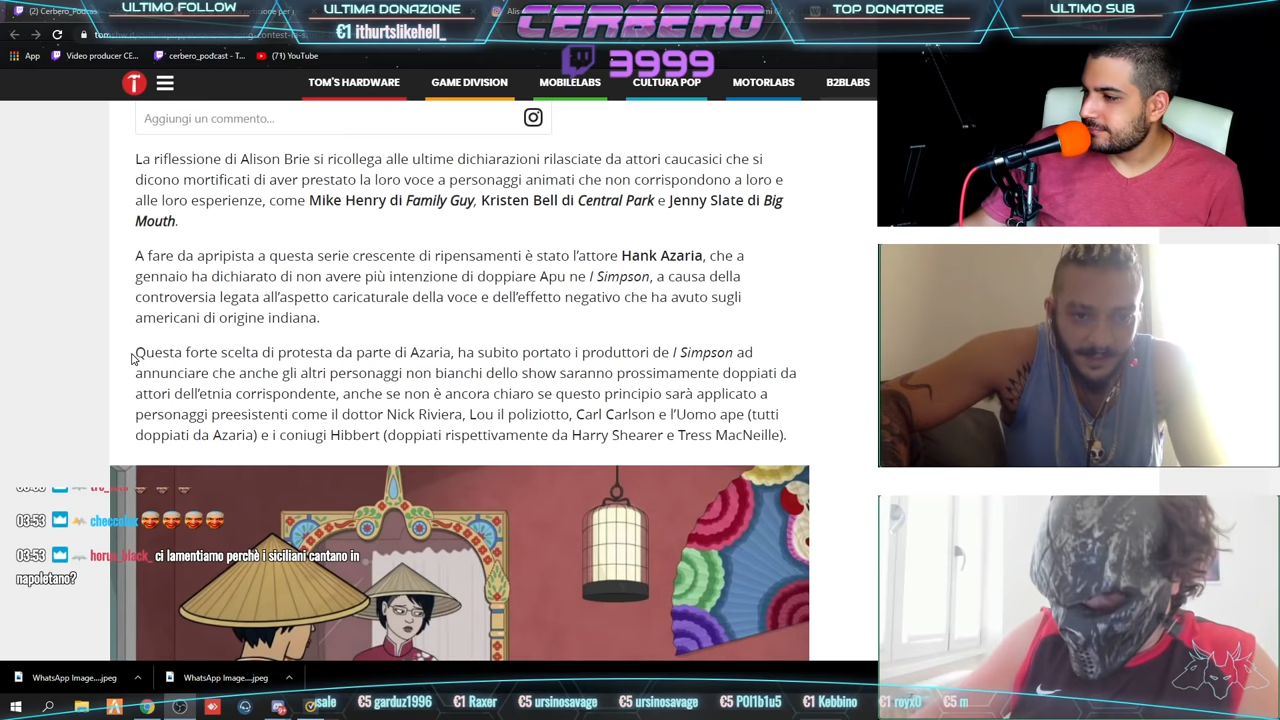 ULTIMO FOLLOW
ULTIMA DONAZIONE
€1 ithurtslikehell_
CERBERO
3999
TOP DONATORE
ULTIMO SUB
(2) Cerbero_Podcas
App
Video producer CE...
cerbero_podcast - T...
(71) YouTube
TOM'S HARDWARE
GAME DIVISION
MOBILELABS
CULTURA POP
MOTORLABS
B2BLABS
Aggiungi un commento...
La riflessione di Alison Brie si ricollega alle ultime dichiarazioni rilasciate da attori caucasici che si
dicono mortificati di aver prestato la loro voce a personaggi animati che non corrispondono a loro e
alle loro esperienze, come Mike Henry di Family Guy, Kristen Bell di Central Park e Jenny Slate di Big
Mouth.
A fare da apripista a questa serie crescente di ripensamenti è stato l'attore Hank Azaria, che a
gennaio ha dichiarato di non avere più intenzione di doppiare Apu ne I Simpson, a causa della
controversia legata all'aspetto caricaturale della voce e dell'effetto negativo che ha avuto sugli
americani di origine indiana.
Questa forte scelta di protesta da parte di Azaria, ha subito portato i produttori de I Simpson ad
annunciare che anche gli altri personaggi non bianchi dello show saranno prossimamente doppiati da
attori dell'etnia corrispondente, anche se non è ancora chiaro se questo principio sarà applicato a
personaggi preesistenti come il dottor Nick Riviera, Lou il poliziotto, Carl Carlson e l'Uomo ape (tutti
doppiati da Azaria) e i coniugi Hibbert (doppiati rispettivamente da Harry Shearer e Tress MacNeille).
03:53
03:53 horus_black_ ci lamentiamo perchè i siciliani cantano in
napoletano?
WhatsApp Image....jpeg
WhatsApp Image....jpeg
sale
€5 garduz1996
€1 Raxer
€5 ursinosavage
€5 ursinosavage
€5 P0l1b1u5
€1 Kebbino
€1 royx0
€5 m